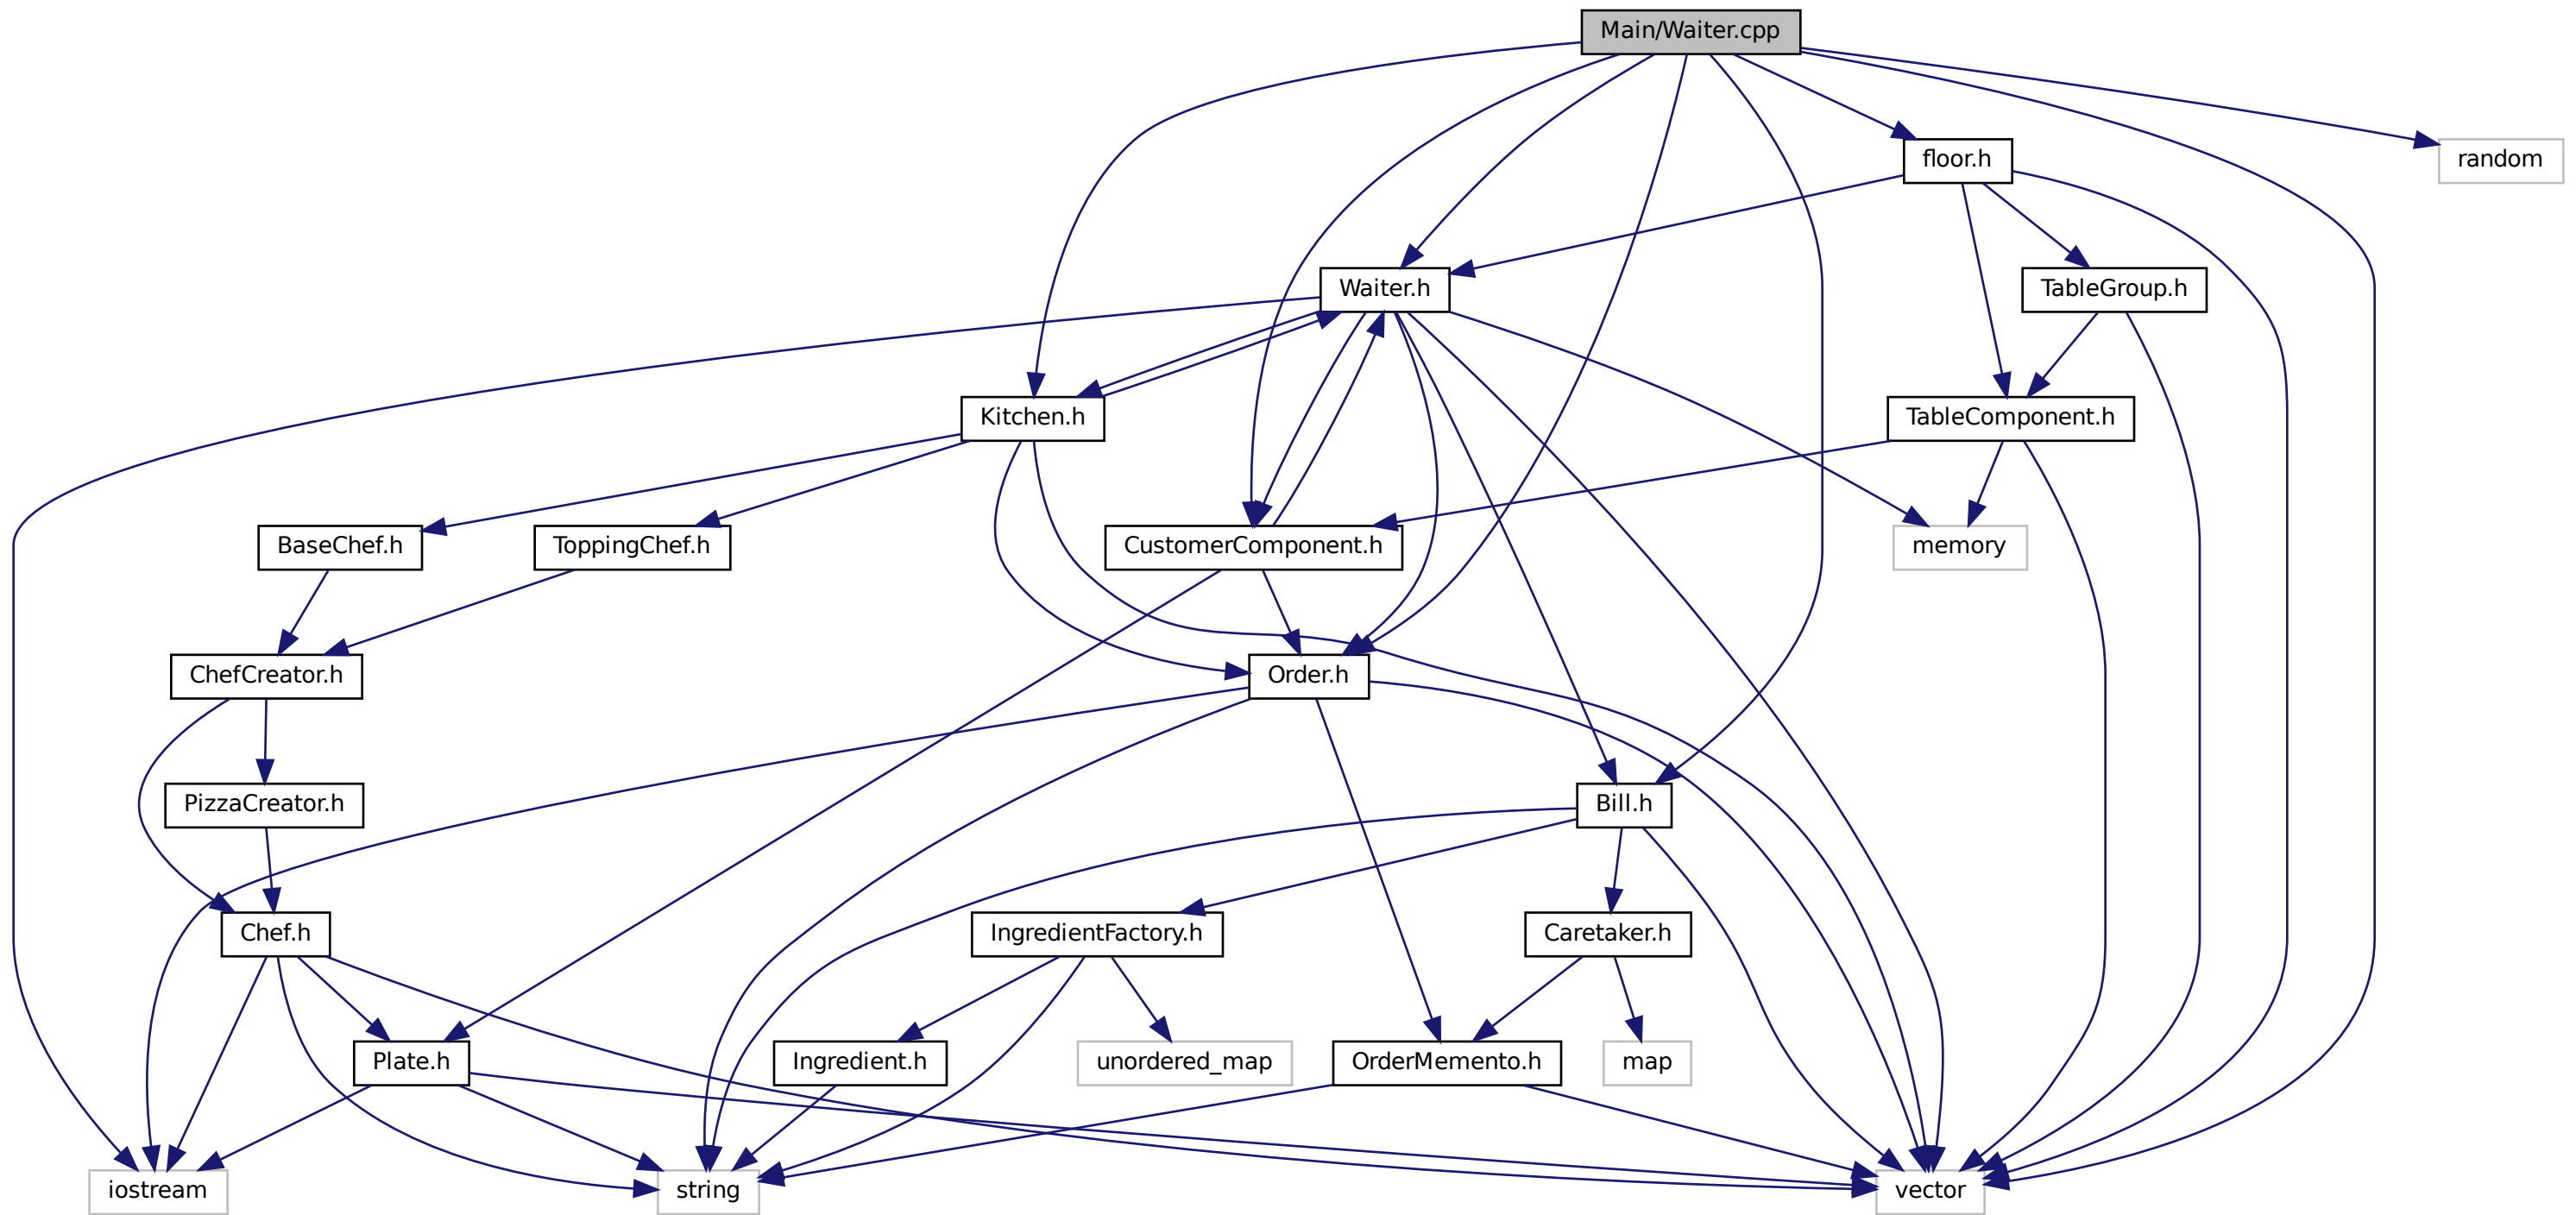 Main/Waiter.cpp
floor.h
random
Waiter.h
TableGroup.h
Kitchen.h
TableComponent.h
BaseChef.h
ToppingChef.h
CustomerComponent.h
memory
ChefCreator.h
Order.h
PizzaCreator.h
Bill.h
Chef.h
IngredientFactory.h
Caretaker.h
Plate.h
Ingredient.h
unordered_map
OrderMemento.h
map
iostream
string
vector